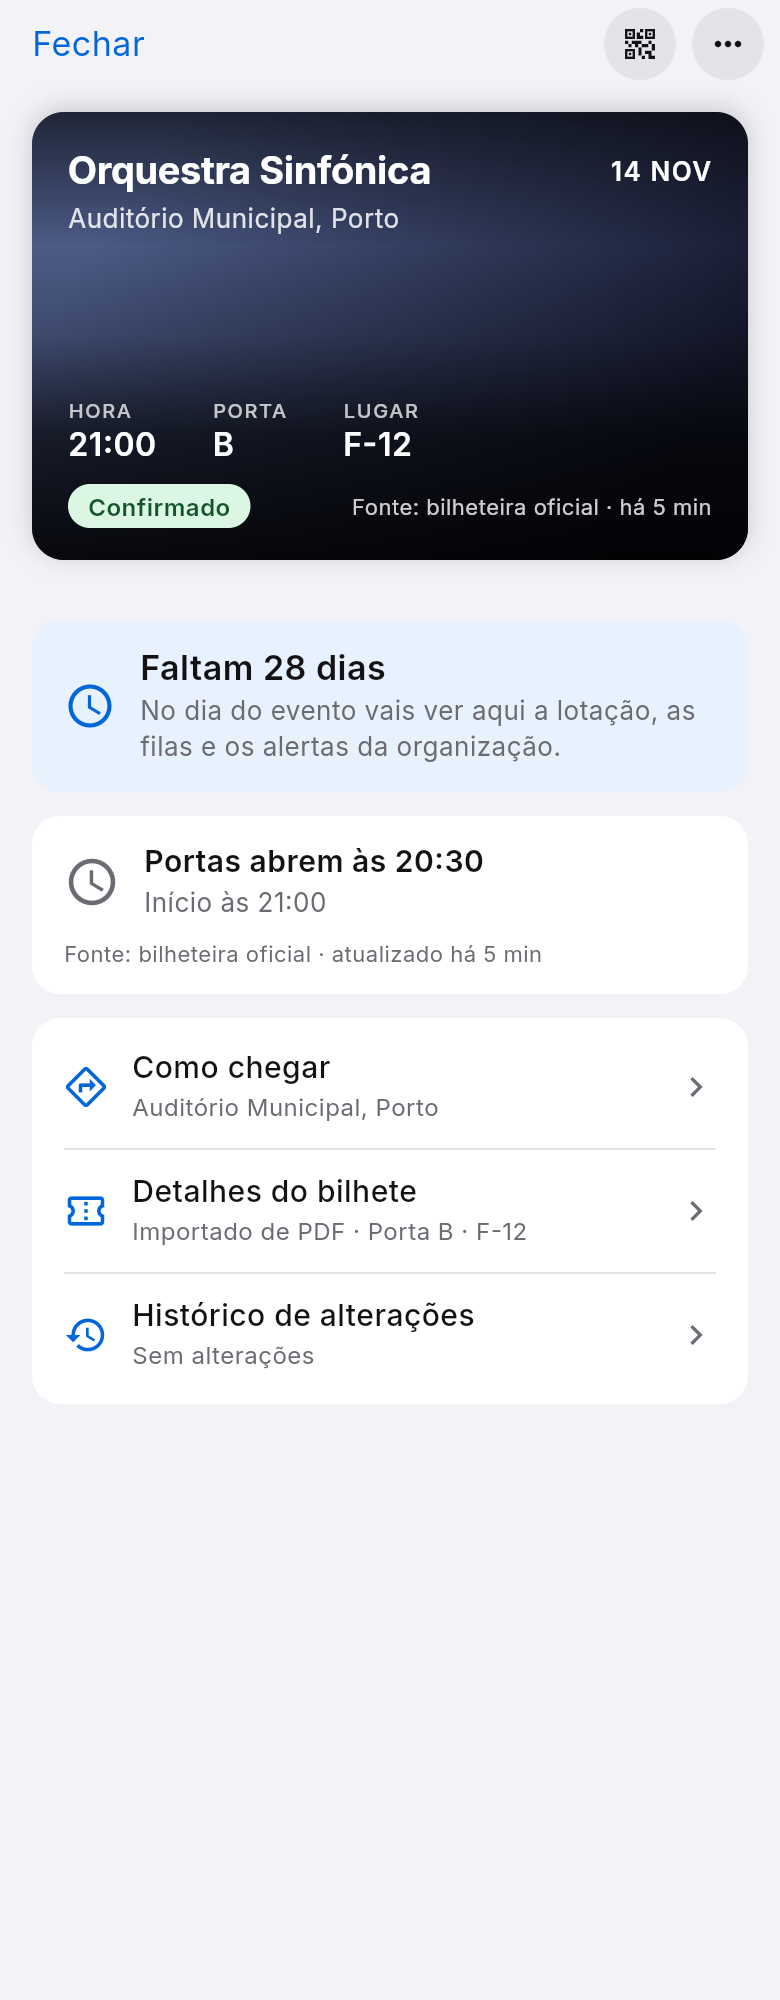 Fechar
Orquestra Sinfónica
14 NOV
Auditório Municipal, Porto
HORA PORTA LUGAR
21:00 B F-12
Confirmado
Fonte: bilheteira oficial · há 5 min
Faltam 28 dias
No dia do evento vais ver aqui a lotação, as
filas e os alertas da organização.
Portas abrem às 20:30
Início às 21:00
Fonte: bilheteira oficial · atualizado há 5 min
Como chegar
Auditório Municipal, Porto
Detalhes do bilhete
Importado de PDF · Porta B · F-12
Histórico de alterações
Sem alterações